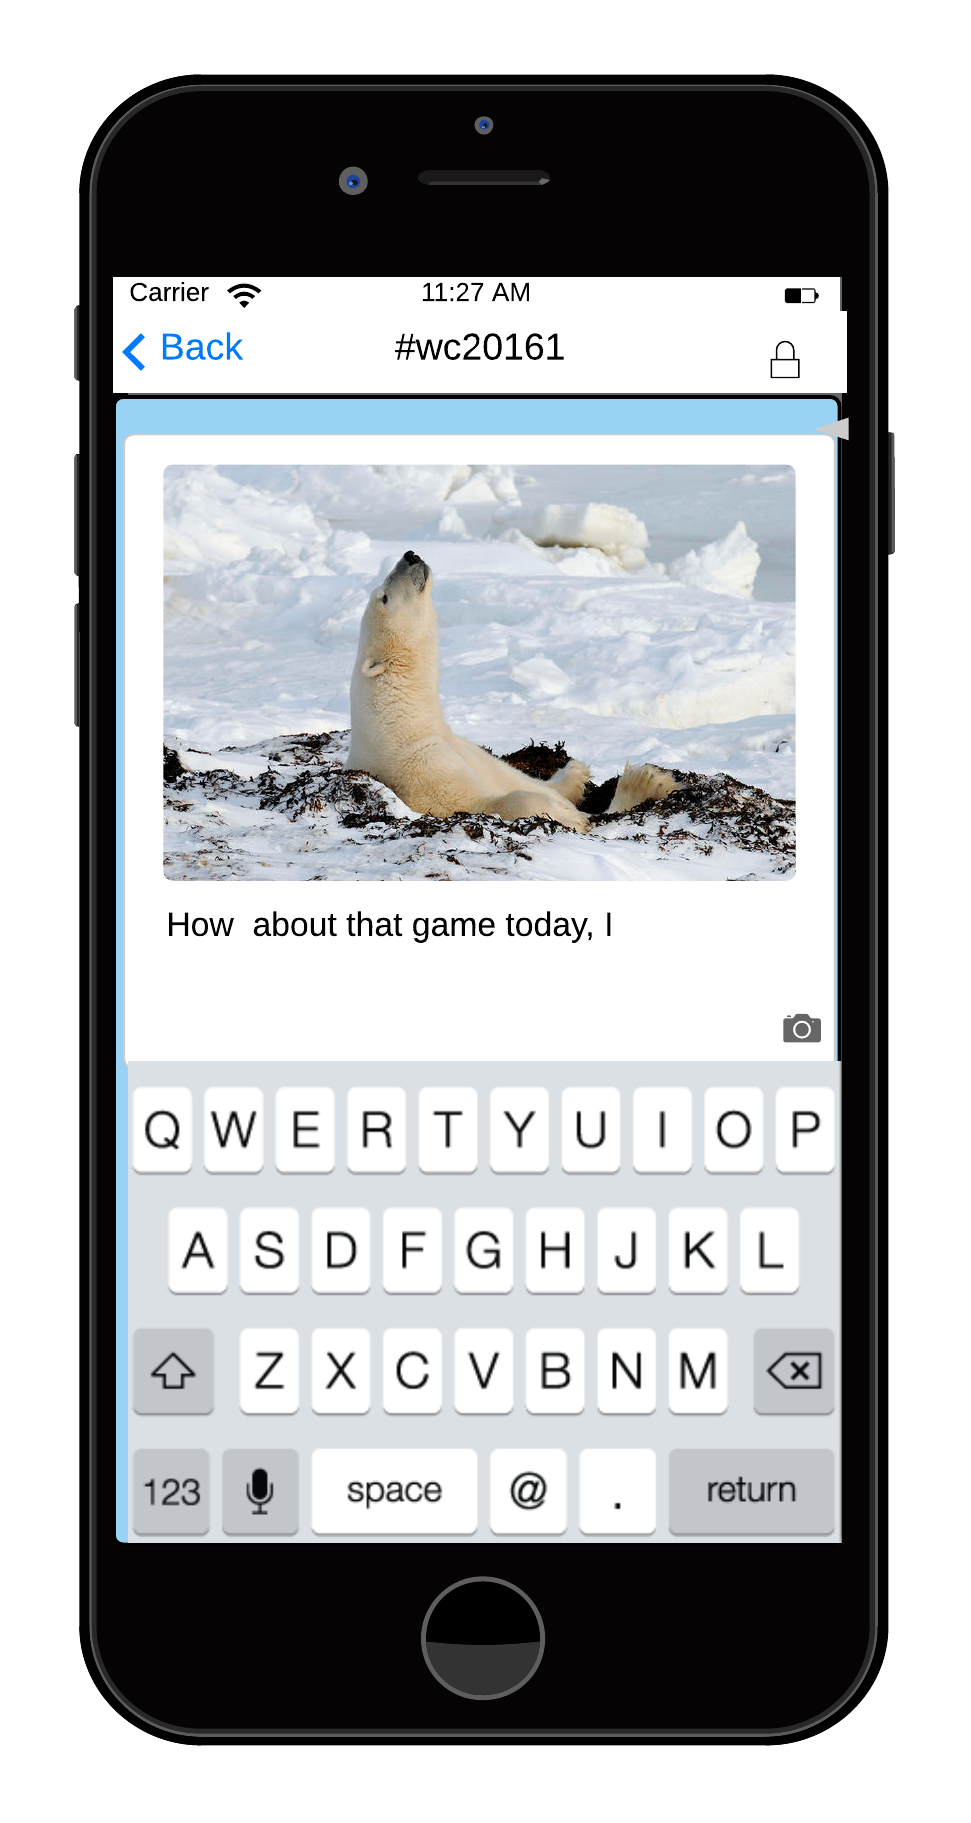 Carrier 11:27 AM
Back #wc20161
How  about that game today, I
Q W E R T Y U I O P
A S D F G H J K L
Z X C V B N M
123 space @ . return